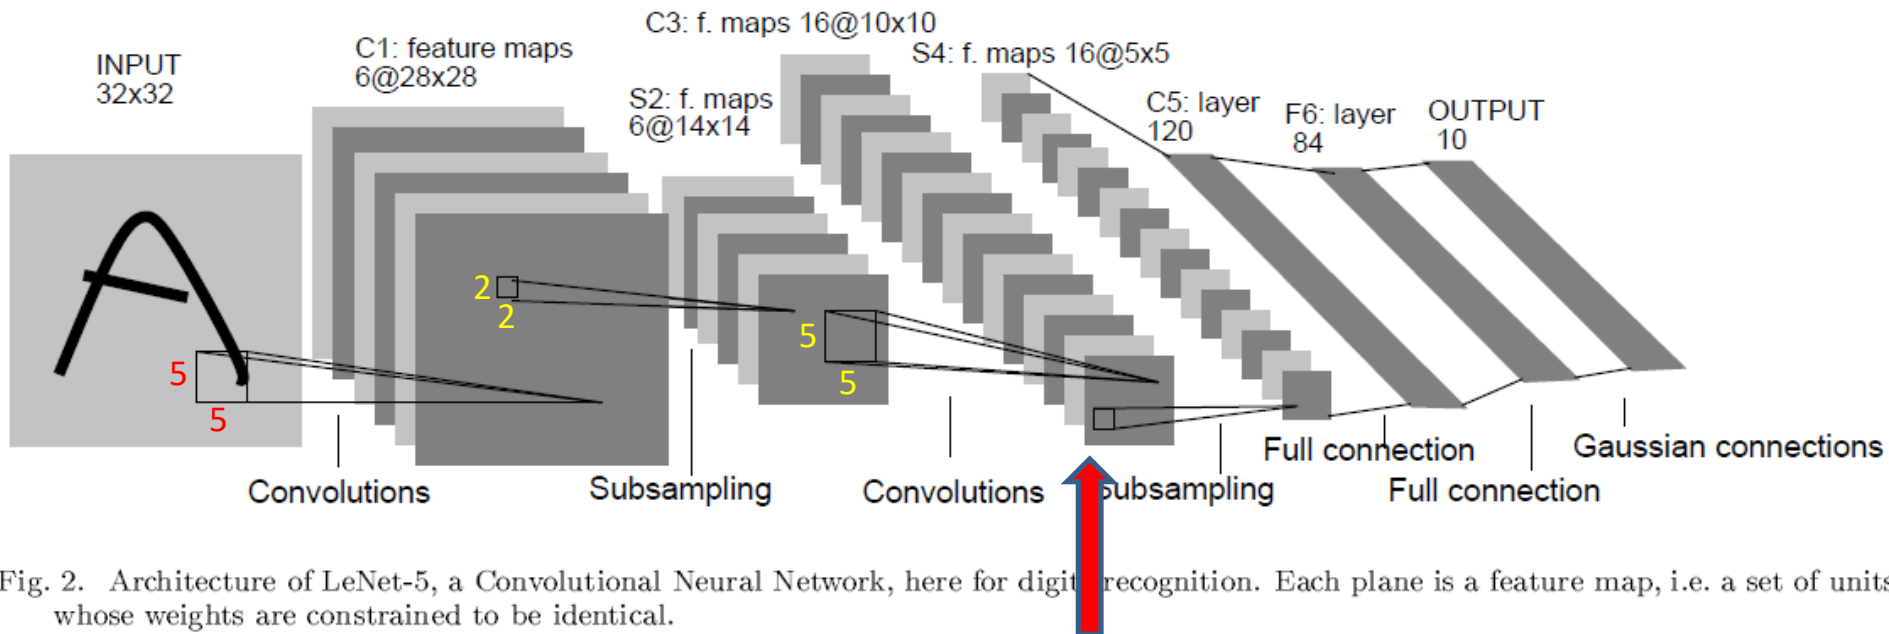 INPUT
32x32
C1: feature maps
6@28x28
S2: f. maps
6@14x14
C3: f. maps 16@10x10
S4: f. maps 16@5x5
C5: layer
120
F6: layer
84
OUTPUT
10
5
5
2
2
5
5
Convolutions
Subsampling
Convolutions
Subsampling
Full connection
Full connection
Gaussian connections
Fig. 2. Architecture of LeNet-5, a Convolutional Neural Network, here for digit recognition. Each plane is a feature map, i.e. a set of units
whose weights are constrained to be identical.